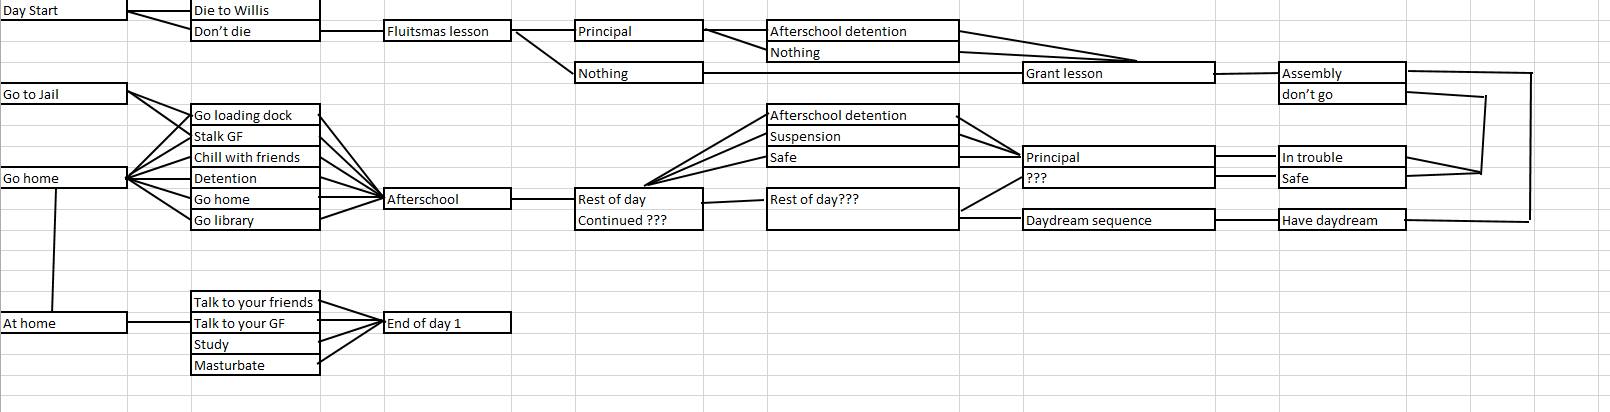 Day Start
Die to Willis
Don't die
Fluitsmas lesson
Principal
Afterschool detention
Nothing
Nothing
Grant lesson
Assembly
don't go
Go to Jail
Go loading dock
Stalk GF
Chill with friends
Detention
Go home
Go library
Go home
Afterschool
Rest of day
Continued ???
Afterschool detention
Suspension
Safe
Rest of day???
Principal
???
Daydream sequence
In trouble
Safe
Have daydream
At home
Talk to your friends
Talk to your GF
Study
Masturbate
End of day 1